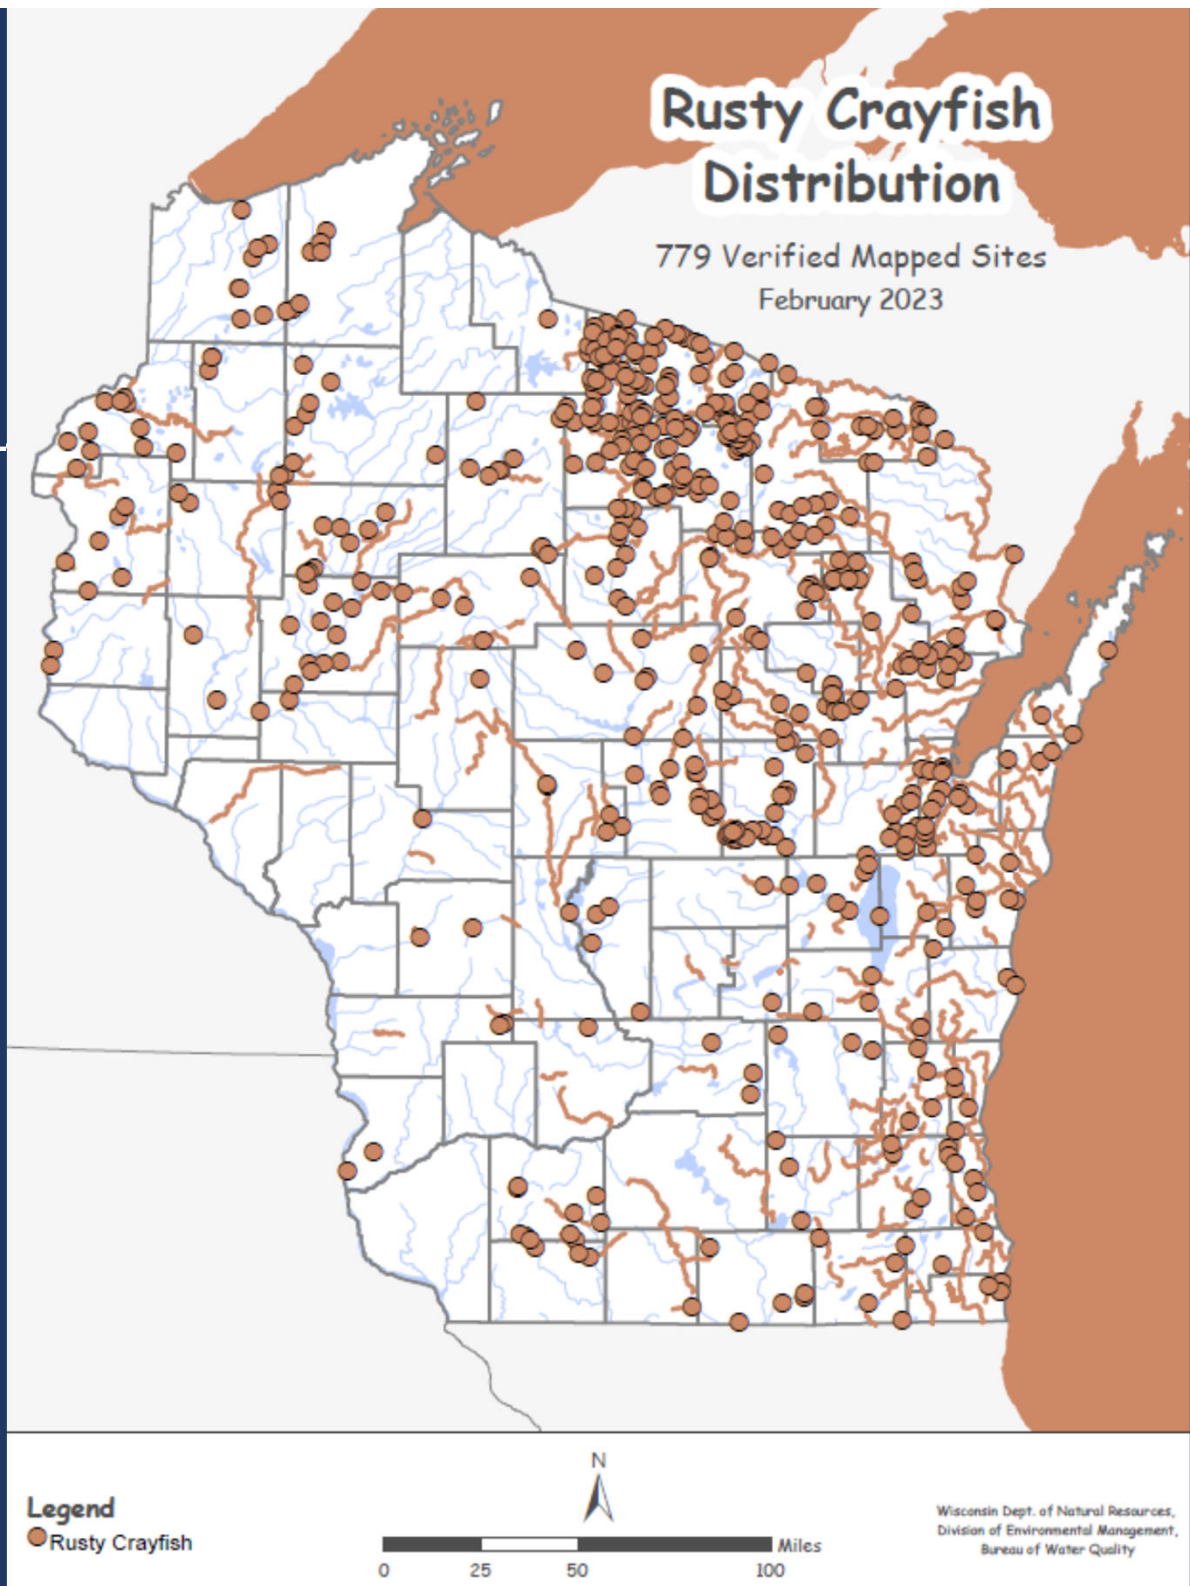 Rusty Crayfish
Distribution
779 Verified Mapped Sites
February 2023
N
Legend
Rusty Crayfish
Miles
0 25 50 100
Wisconsin Dept. of Natural Resources,
Division of Environmental Management,
Bureau of Water Quality